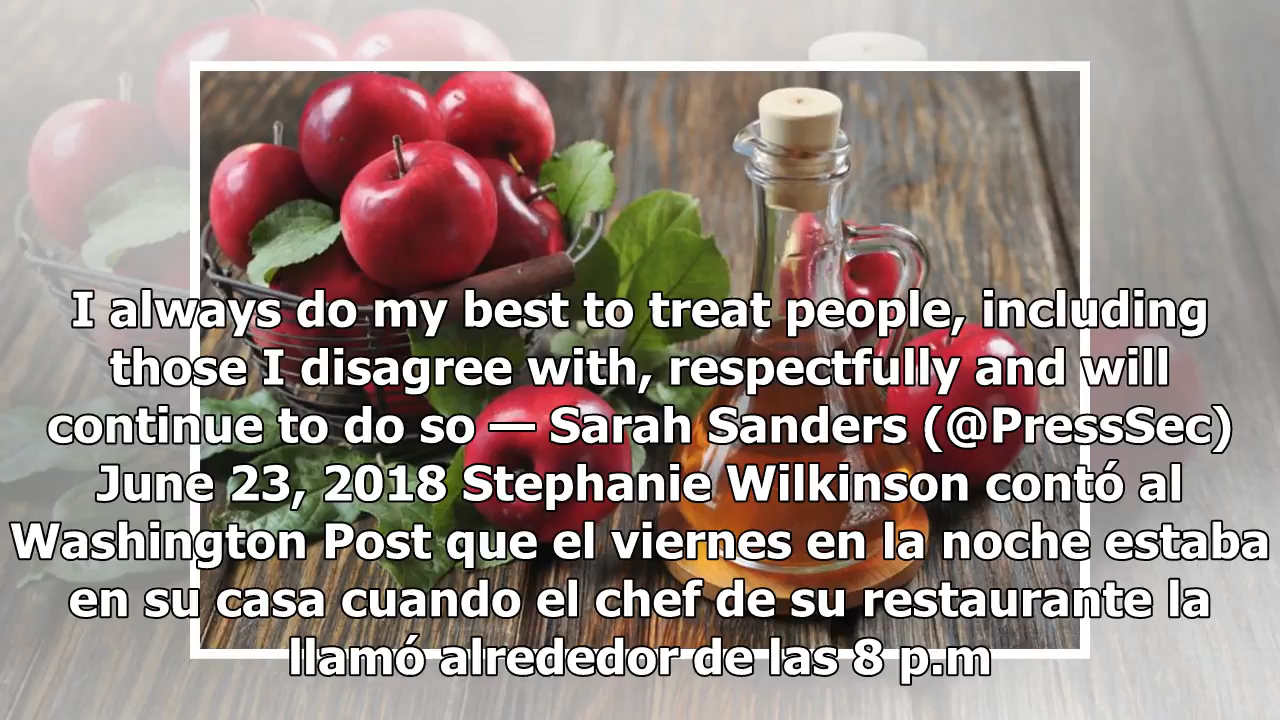 I always do my best to treat people, including
those I disagree with, respectfully and will
continue to do so — Sarah Sanders (@PressSec)
June 23, 2018 Stephanie Wilkinson contó al
Washington Post que el viernes en la noche estaba
en su casa cuando el chef de su restaurante la
llamó alrededor de las 8 p.m